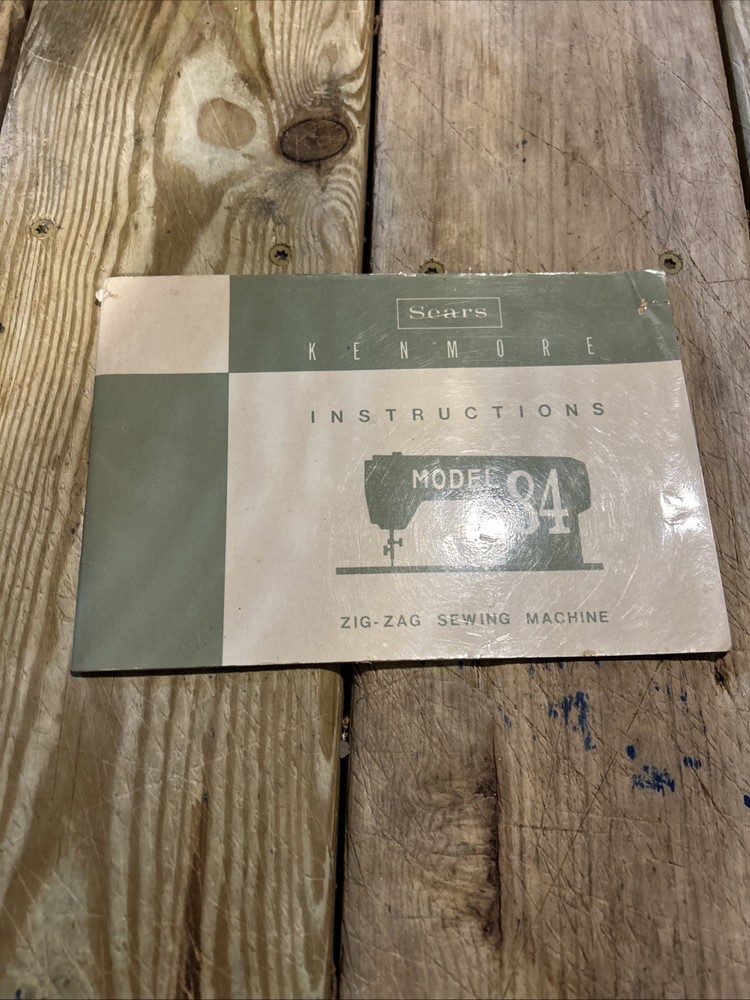 Sears
KENMORE
INSTRUCTIONS
MODEL 84
ZIG-ZAG SEWING MACHINE